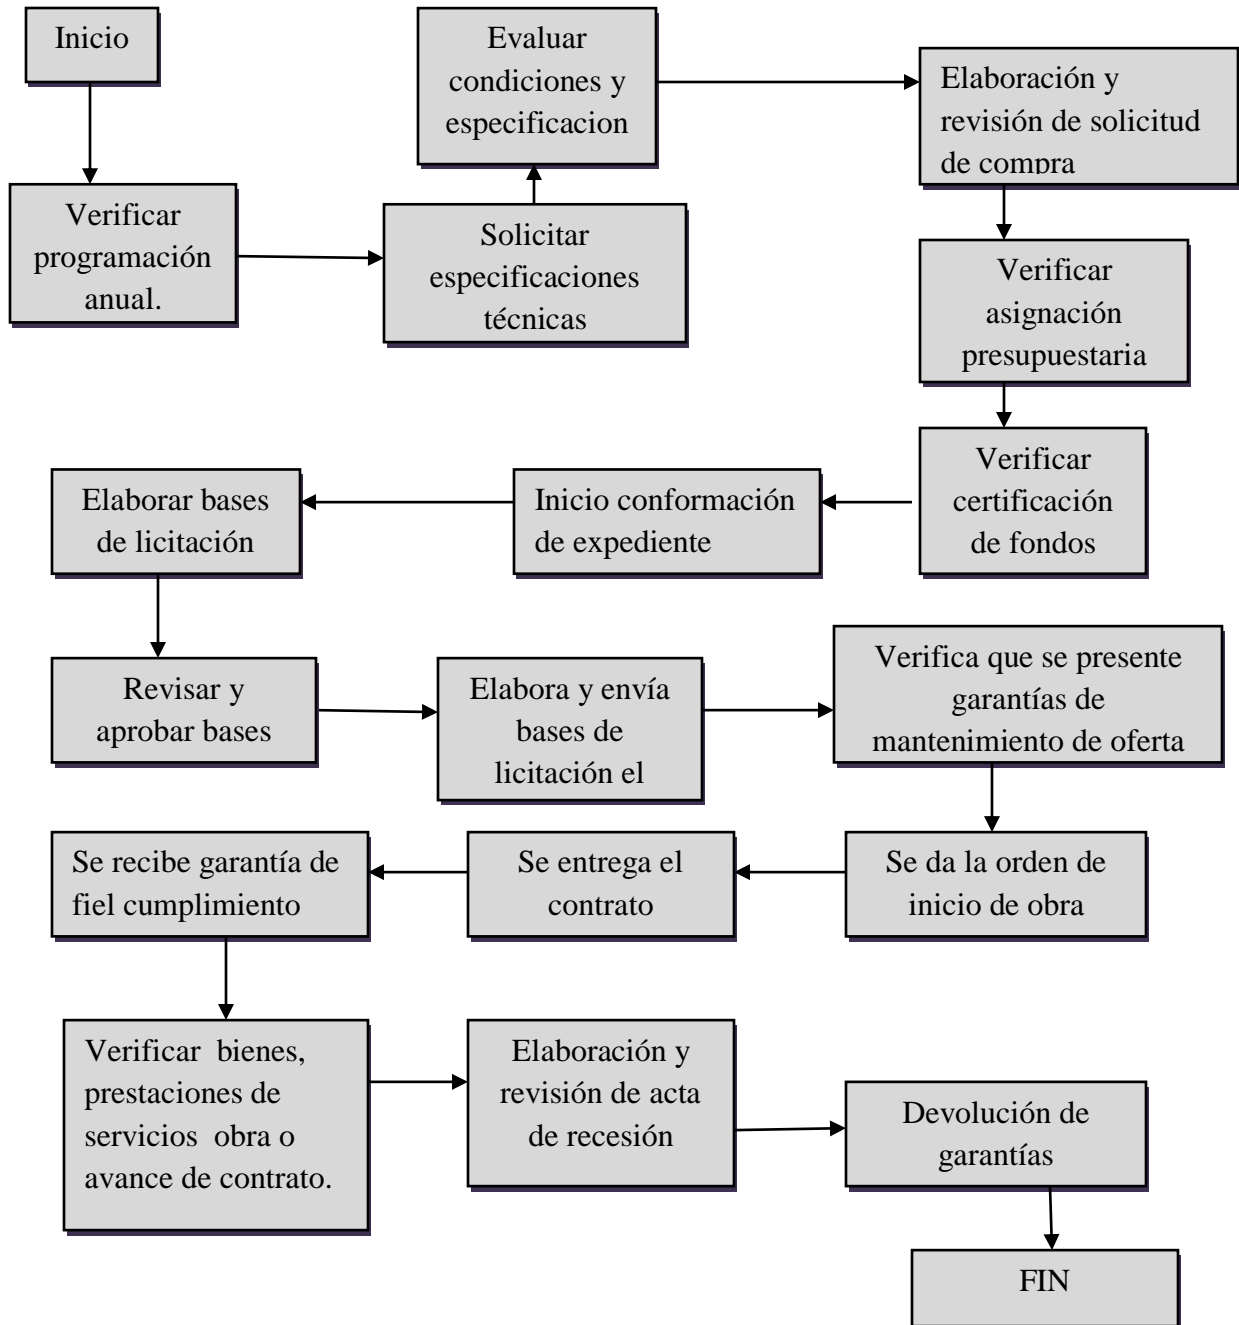 Inicio
Verificar
programación
anual.
Solicitar
especificaciones
técnicas
Evaluar
condiciones y
especificacion
Elaboración y
revisión de solicitud
de compra
Verificar
asignación
presupuestaria
Verificar
certificación
de fondos
Inicio conformación
de expediente
Elaborar bases
de licitación
Revisar y
aprobar bases
Elabora y envía
bases de
licitación el
Verifica que se presente
garantías de
mantenimiento de oferta
Se da la orden de
inicio de obra
Se entrega el
contrato
Se recibe garantía de
fiel cumplimiento
Verificar bienes,
prestaciones de
servicios obra o
avance de contrato.
Elaboración y
revisión de acta
de recesión
Devolución de
garantías
FIN